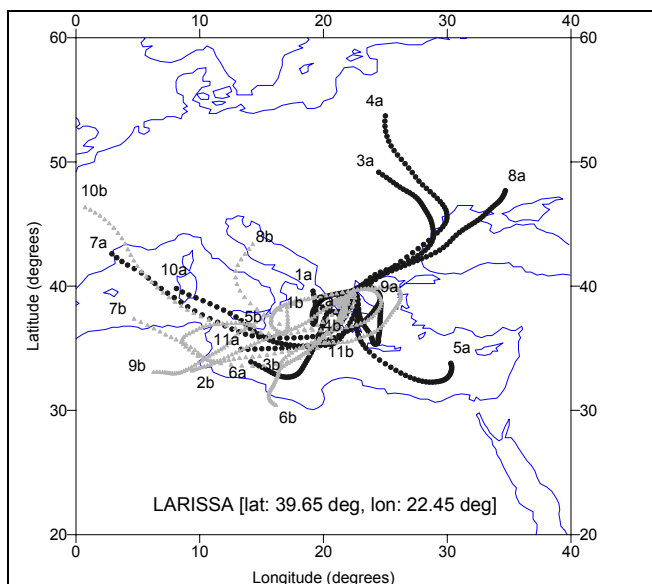 0 10 20 30 40
60 60
4a
3a
8a
50 50
10b
7a
8b
10a
1a
9a
40 40
2a
1b
7b
5b
4b
11a
11b
5a
9b
2b
6a
3b
6b
30 30
LARISSA [lat: 39.65 deg, lon: 22.45 deg]
20 20
0 10 20 30 40
Latitude (degrees)
Longitude (degrees)